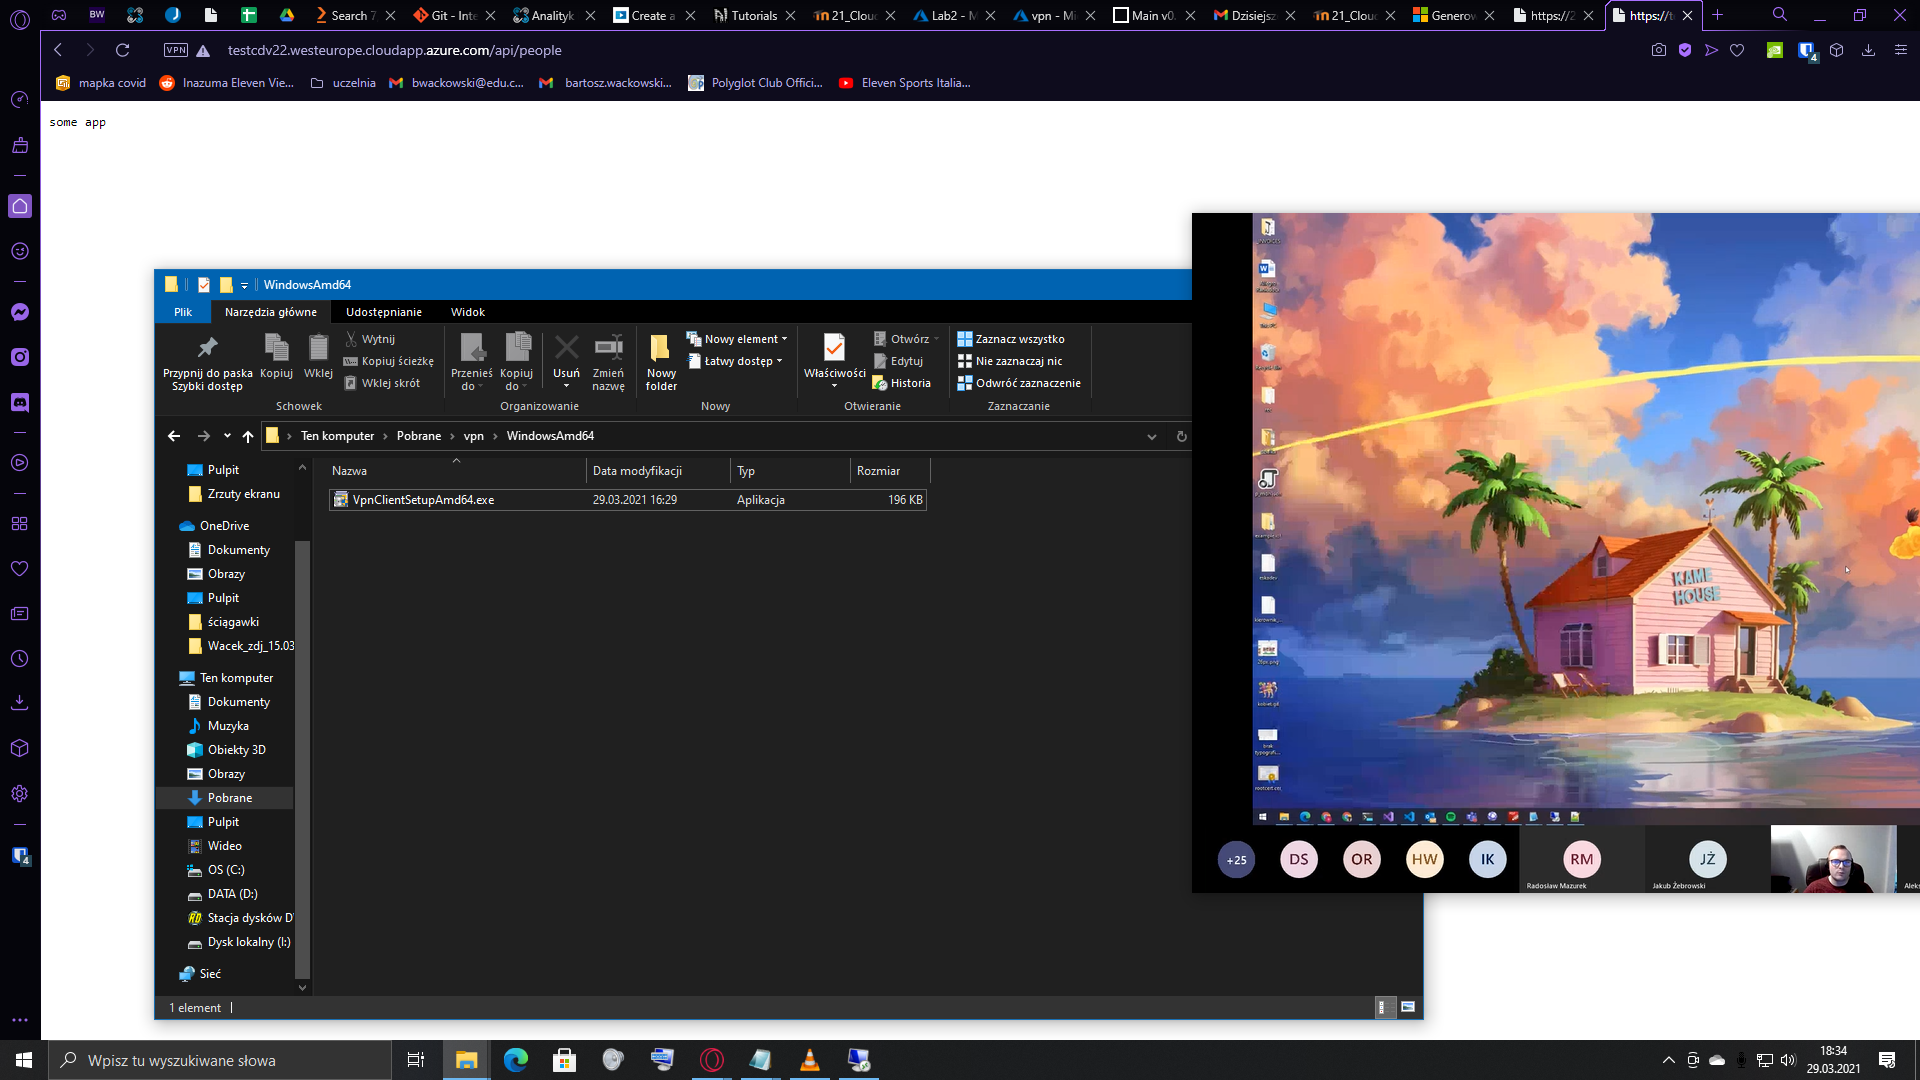 Search 7
Git - Inte
Analityk
Create a
Tutorials
21_Cloud
Lab2 - M
vpn - Mi
Main v0.
Dzisiejsz
21_Cloud
Generow
https://2
https://t
VPN
testcdv22.westeurope.cloudapp.azure.com/api/people
4
mapka covid
Inazuma Eleven Vie...
uczelnia
bwackowski@edu.c...
bartosz.wackowski...
Polyglot Club Offici...
Eleven Sports Italia...
some app
WindowsAmd64
Plik
Narzędzia główne
Udostępnianie
Widok
Przypnij do paska
Szybki dostęp
Kopiuj
Wklej
Wytnij
Kopiuj ścieżkę
Wklej skrót
Schowek
Przenieś
do
Kopiuj
do
Usuń
Zmień
nazwę
Organizowanie
Nowy
folder
Nowy element
Łatwy dostęp
Nowy
Właściwości
Otwórz
Edytuj
Historia
Otwieranie
Zaznacz wszystko
Nie zaznaczaj nic
Odwróć zaznaczenie
Zaznaczanie
Ten komputer
Pobrane
vpn
WindowsAmd64
Pulpit
Zrzuty ekranu
OneDrive
Dokumenty
Obrazy
Pulpit
ściągawki
Wacek_zdj_15.03
Ten komputer
Dokumenty
Muzyka
Obiekty 3D
Obrazy
Pobrane
Pulpit
Wideo
OS (C:)
DATA (D:)
Stacja dysków D
Dysk lokalny (I:)
Sieć
Nazwa
Data modyfikacji
Typ
Rozmiar
VpnClientSetupAmd64.exe
29.03.2021 16:29
Aplikacja
196 KB
1 element
KAME
HOUSE
+25
DS
OR
HW
IK
RM
Radosław Mazurek
JŻ
Jakub Żebrowski
Aleks
4
Wpisz tu wyszukiwane słowa
18:34
29.03.2021